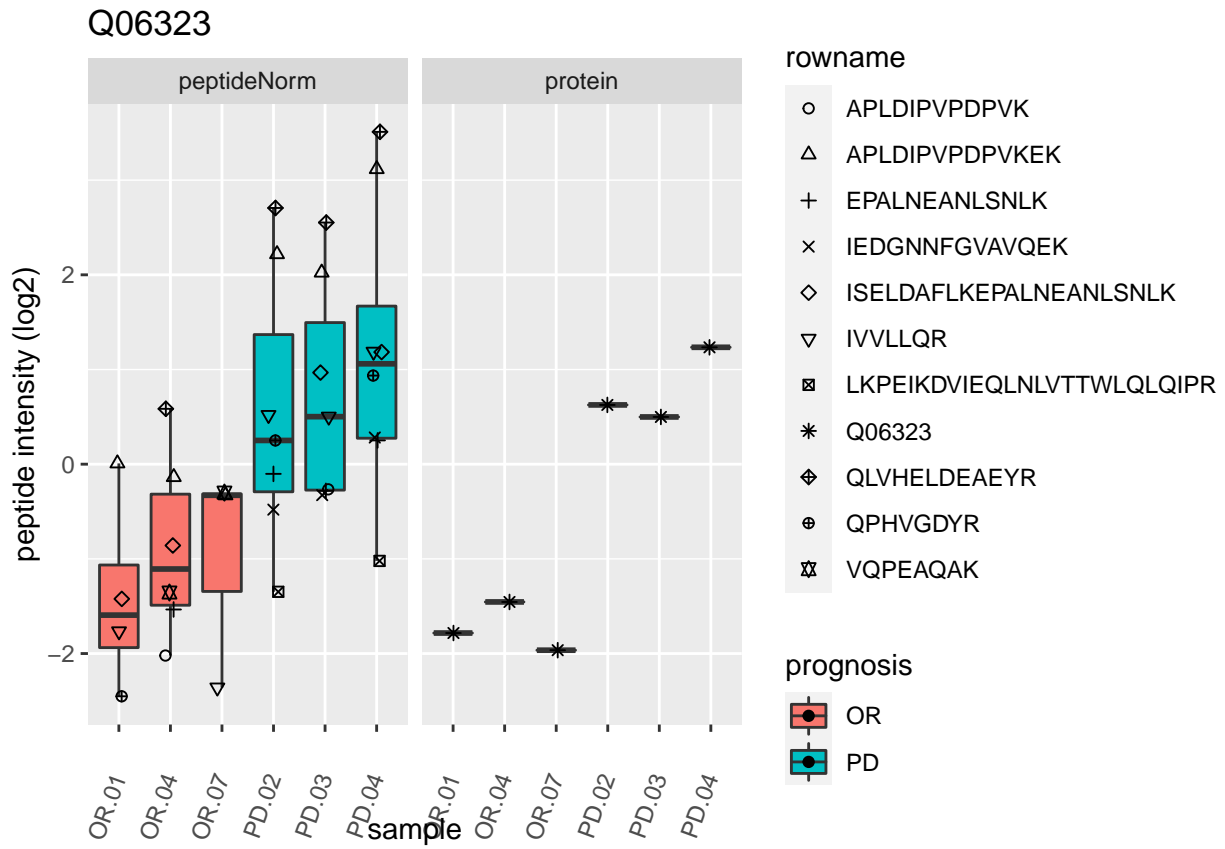 Q06323
peptideNorm
protein
peptide intensity (log2)
2
0
−2
OR.01
OR.04
OR.07
PD.02
PD.03
PD.04
OR.01
OR.04
OR.07
PD.02
PD.03
PD.04
sample
rowname
APLDIPVPDPVK
APLDIPVPDPVKEK
EPALNEANLSNLK
IEDGNNFGVAVQEK
ISELDAFLKEPALNEANLSNLK
IVVLLQR
LKPEIKDVIEQLNLVTTWLQLQIPR
Q06323
QLVHELDEAEYR
QPHVGDYR
VQPEAQAK
prognosis
OR
PD